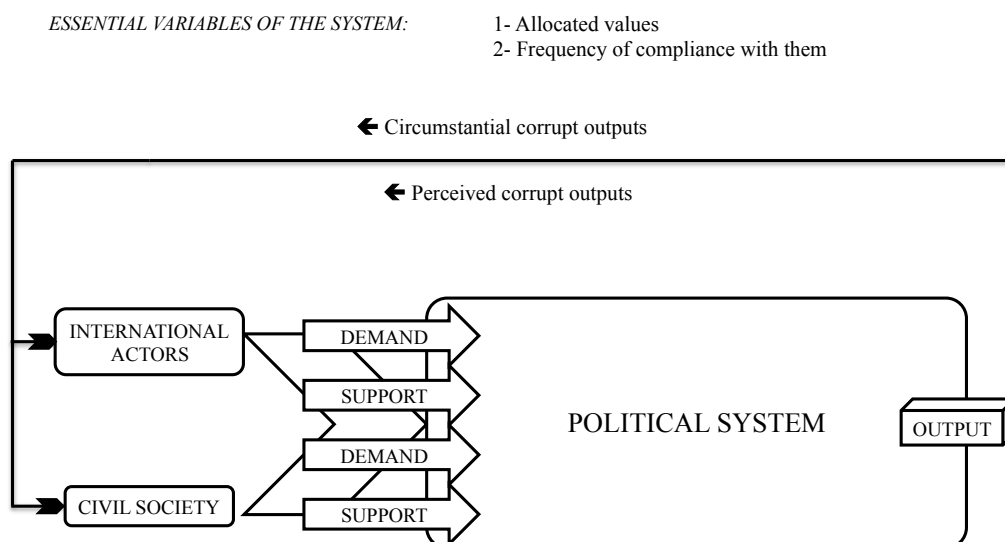 ESSENTIAL VARIABLES OF THE SYSTEM:
1- Allocated values
2- Frequency of compliance with them
Circumstantial corrupt outputs
Perceived corrupt outputs
INTERNATIONAL
ACTORS
DEMAND
SUPPORT
POLITICAL SYSTEM
OUTPUT
DEMAND
CIVIL SOCIETY
SUPPORT